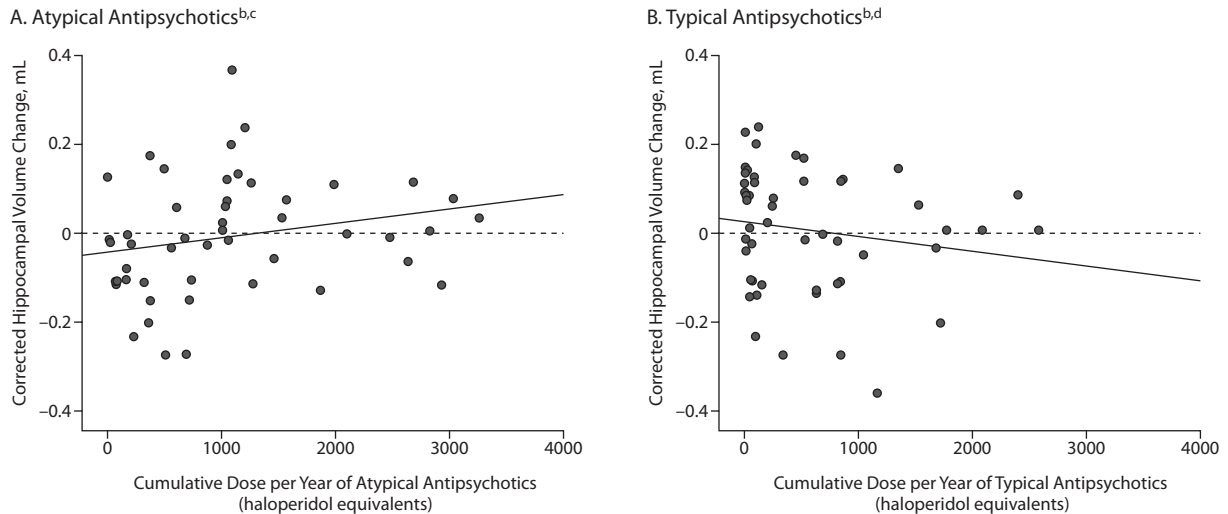 A. Atypical Antipsychoticsb,c
Corrected Hippocampal Volume Change, mL
0.4
0.2
0
–0.2
–0.4
0 1000 2000 3000 4000
Cumulative Dose per Year of Atypical Antipsychotics
(haloperidol equivalents)
B. Typical Antipsychoticsb,d
Corrected Hippocampal Volume Change, mL
0.4
0.2
0
–0.2
–0.4
0 1000 2000 3000 4000
Cumulative Dose per Year of Typical Antipsychotics
(haloperidol equivalents)